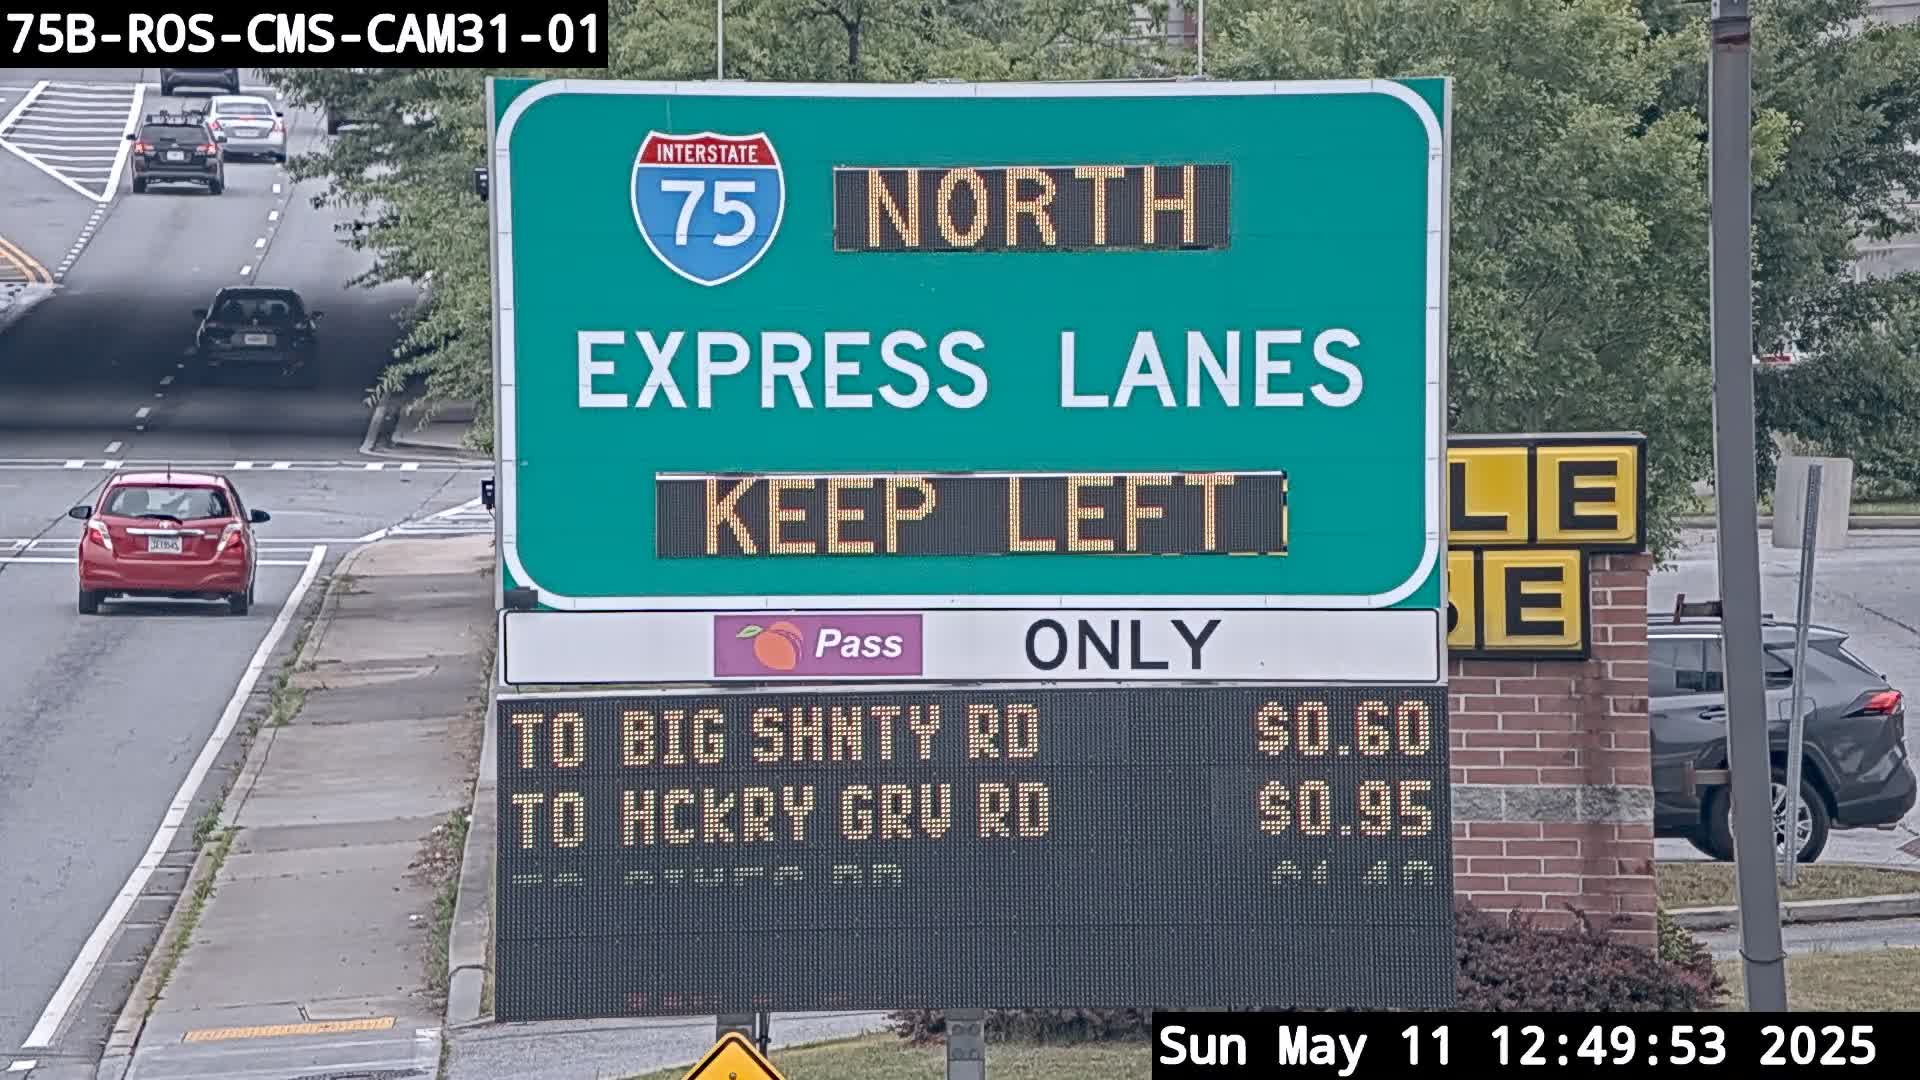 75B-ROS-CMS-CAM31-01
INTERSTATE
75
NORTH
EXPRESS LANES
KEEP LEFT
LE
E
Pass
ONLY
TO BIG SHNTY RD $0.60
TO HCKRY GRV RD $0.95
Sun May 11 12:49:53 2025